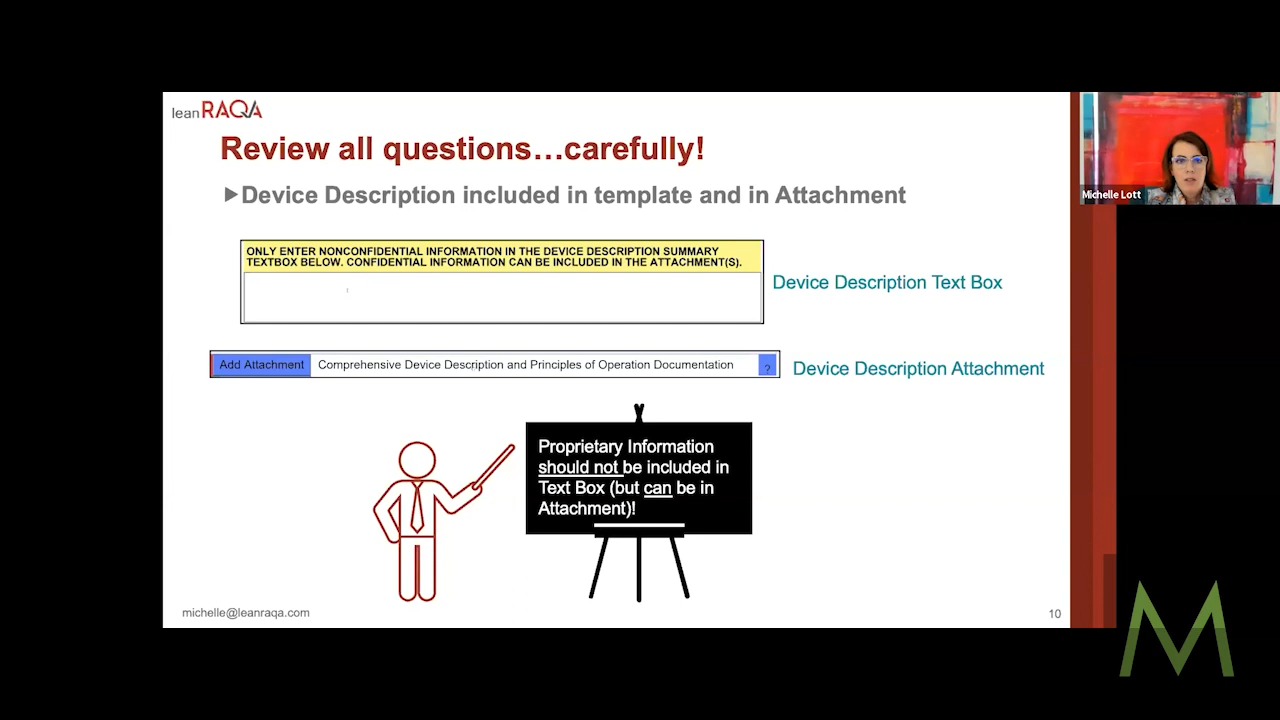 lean RAQA
Review all questions...carefully!
Device Description included in template and in Attachment
ONLY ENTER NONCONFIDENTIAL INFORMATION IN THE DEVICE DESCRIPTION SUMMARY
TEXTBOX BELOW. CONFIDENTIAL INFORMATION CAN BE INCLUDED IN THE ATTACHMENT(S).
Device Description Text Box
Add Attachment Comprehensive Device Description and Principles of Operation Documentation ?
Device Description Attachment
Proprietary Information
should not be included in
Text Box (but can be in
Attachment)!
michelle@leanraqa.com
10
Michelle Lott
M